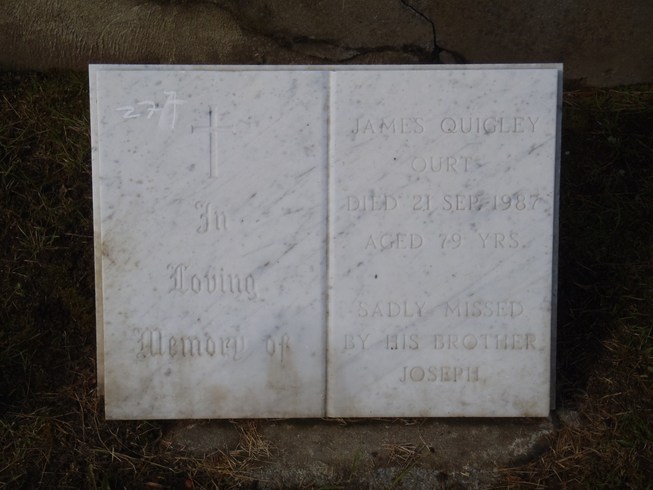 23A
In
Loving
Memory of
JAMES QUIGLEY
OURT
DIED 21 SEP. 1987
AGED 79 YRS.
SADLY MISSED
BY HIS BROTHER
JOSEPH.